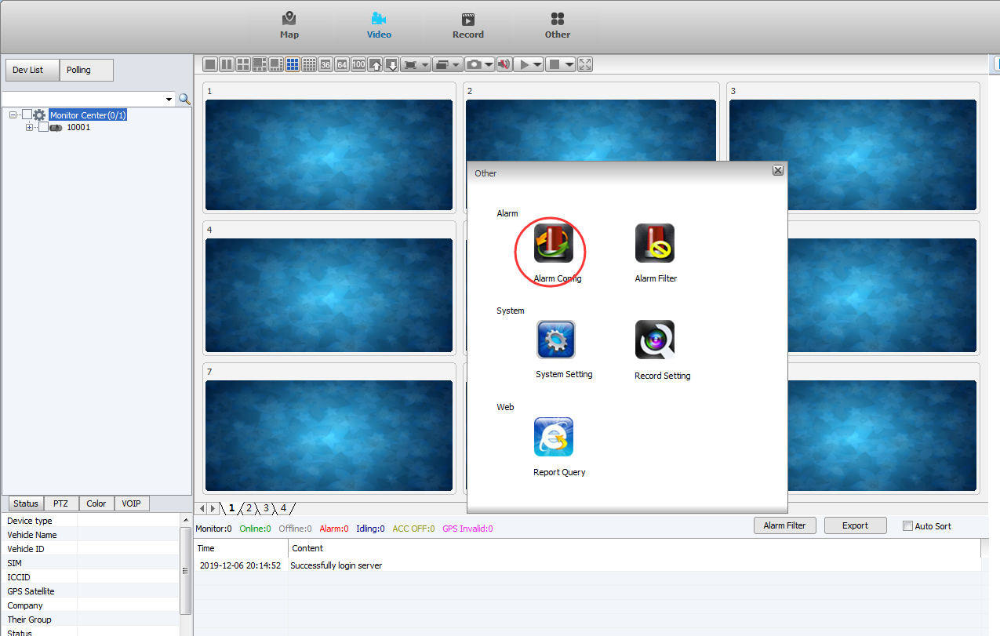 Map Video Record Other
Dev List Polling
36 64 100
Monitor Center(0/1)
10001
1 2 3
4
7
Other
Alarm
Alarm Config Alarm Filter
System
System Setting Record Setting
Web
Report Query
Status PTZ Color VOIP
Device type
Vehicle Name
Vehicle ID
SIM
ICCID
GPS Satellite
Company
Their Group
Status
1 2 3 4
Monitor:0 Online:0 Offline:0 Alarm:0 Idling:0 ACC OFF:0 GPS Invalid:0 Alarm Filter Export Auto Sort
Time Content
2019-12-06 20:14:52 Successfully login server